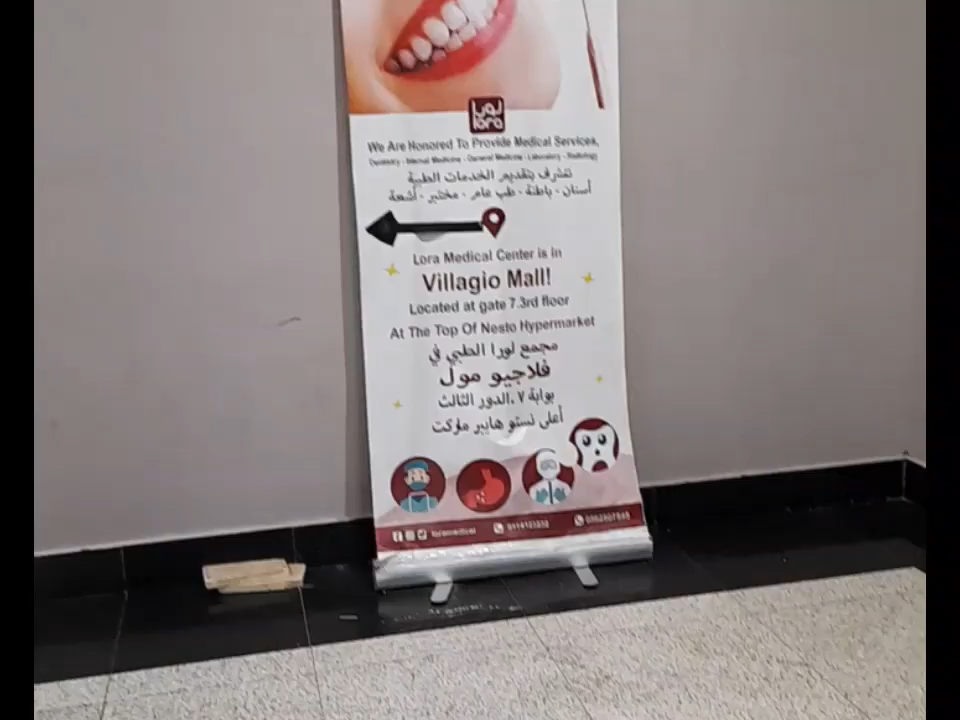 لورا
lora
We Are Honored To Provide Medical Services,
Dentistry - Internal Medicine - General Medicine - Laboratory - Radiology
نتشرف بتقديم الخدمات الطبية
أسنان - باطنة - طب عام - مختبر - أشعة
Lora Medical Center is in
Villagio Mall!
Located at gate 7.3rd floor
At The Top Of Nesto Hypermarket
مجمع لورا الطبي في
فلاجيو مول
بوابة ٧ .الدور الثالث
أعلى نستو هايبر ماركت
loramedical